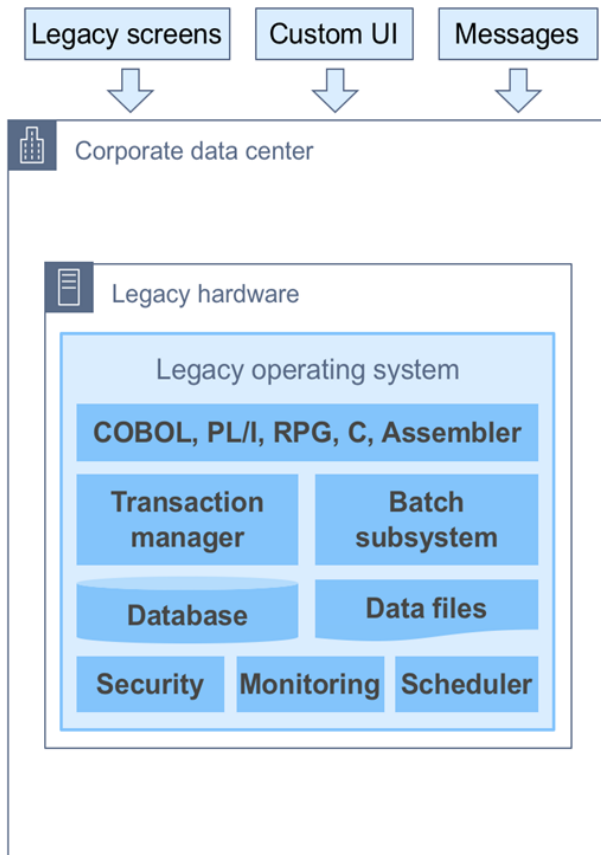 Legacy screens
Custom UI
Messages
Corporate data center
Legacy hardware
Legacy operating system
COBOL, PL/I, RPG, C, Assembler
Transaction
manager
Batch
subsystem
Database
Data files
Security
Monitoring
Scheduler